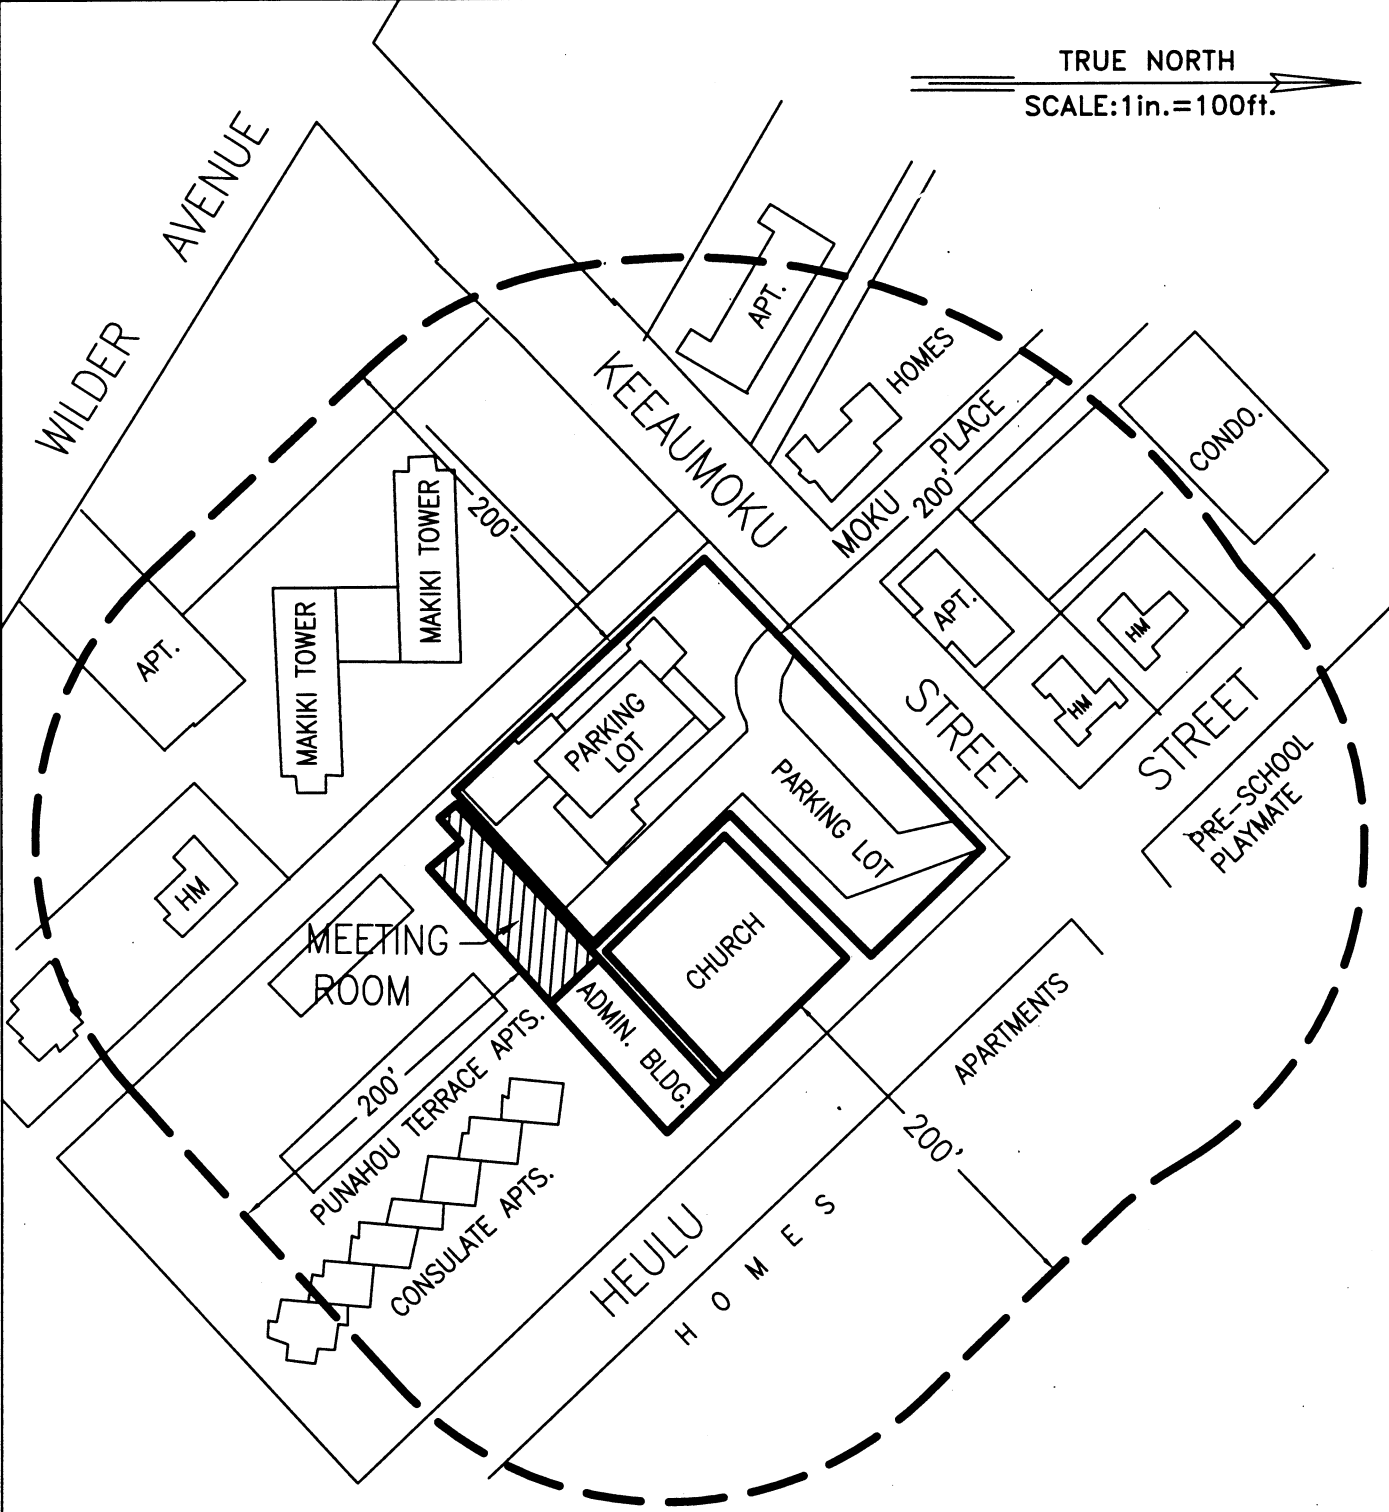 TRUE NORTH
SCALE:1in.=100ft.
WILDER AVENUE
KEEAUMOKU STREET
APT.
HOMES
MOKU PLACE
200'
CONDO.
200'
MAKIKI TOWER
MAKIKI TOWER
APT.
APT.
HM
HM
PARKING
LOT
PARKING LOT
HEULU STREET
PRE-SCHOOL
PLAYMATE
HM
MEETING
ROOM
CHURCH
ADMIN. BLDG.
APARTMENTS
200'
PUNAHOU TERRACE APTS.
CONSULATE APTS.
200'
HOMES